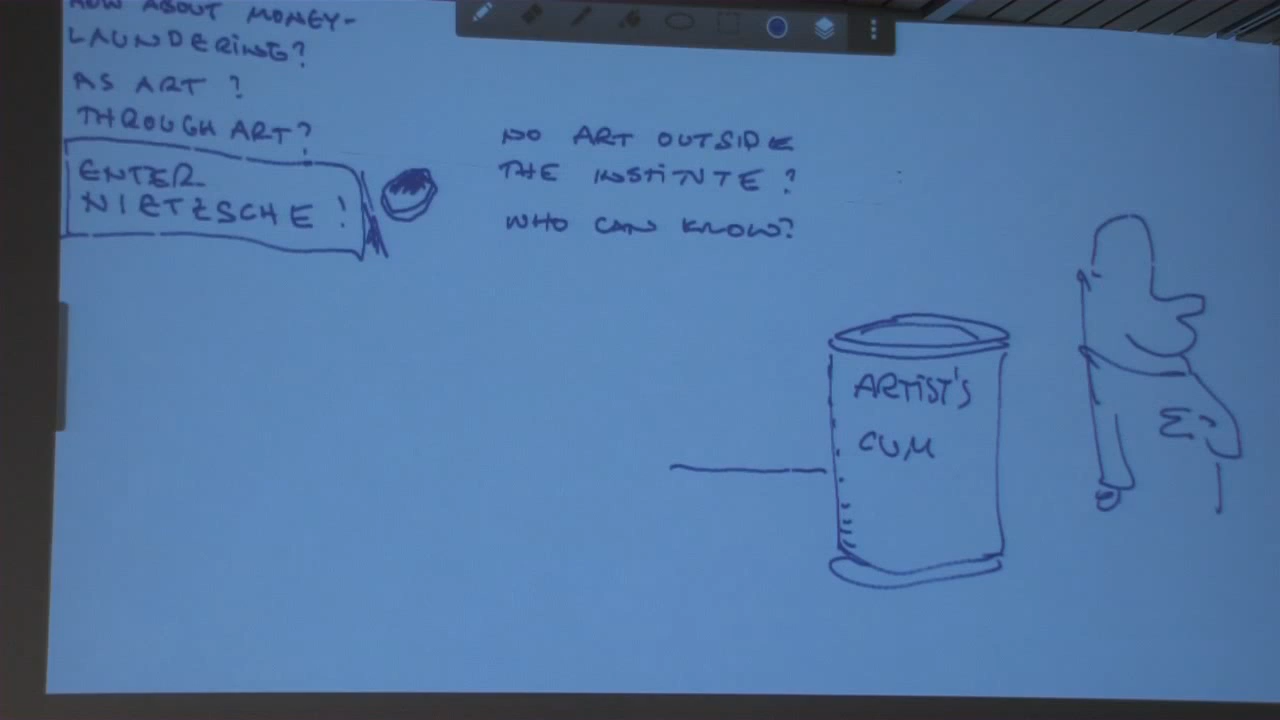 HOW ABOUT MONEY-
LAUNDERING?
AS ART?
THROUGH ART?
ENTER
NIETZSCHE!
NO ART OUTSIDE
THE INSTITUTE?
WHO CAN KNOW?
ARTIST'S
CUM